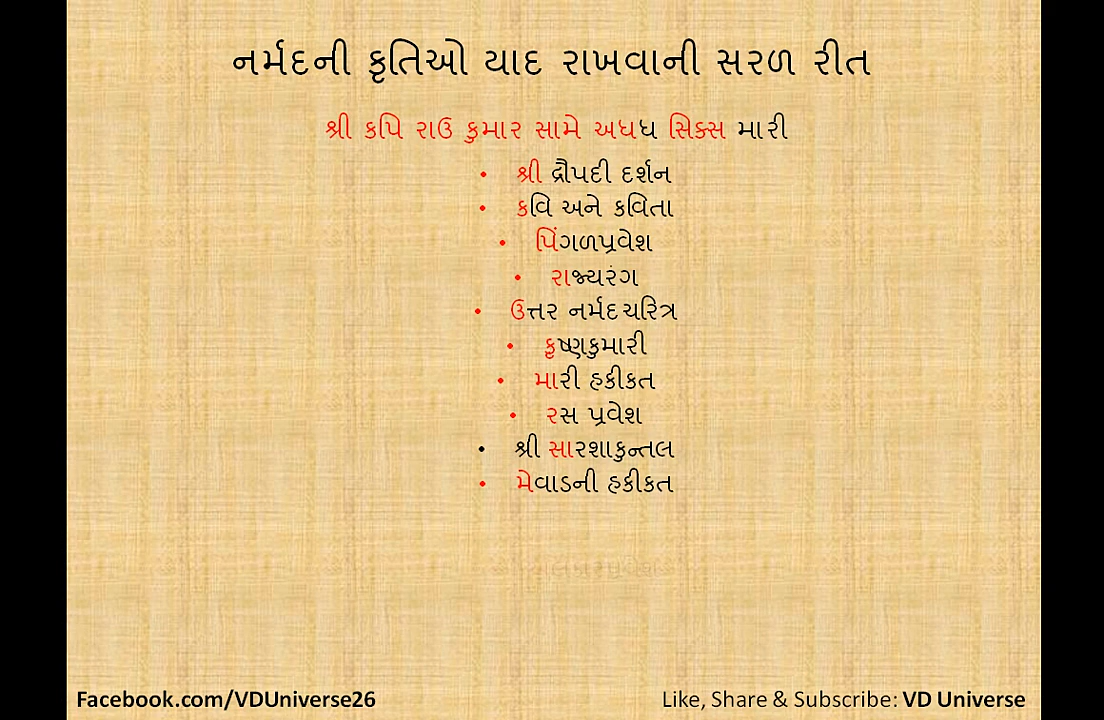 નર્મદની કૃતિઓ યાદ રાખવાની સરળ રીત
શ્રી કપિ રાઉ કુમાર સામે અધધ સિક્સ મારી
• શ્રી દ્રૌપદી દર્શન
• કવિ અને કવિતા
• પિંગળપ્રવેશ
• રાજ્યરંગ
• ઉત્તર નર્મદચરિત્ર
• કૃષ્ણકુમારી
• મારી હકીકત
• રસ પ્રવેશ
• શ્રી સારશાકુન્તલ
• મેવાડની હકીકત
Facebook.com/VDUniverse26
Like, Share & Subscribe: VD Universe